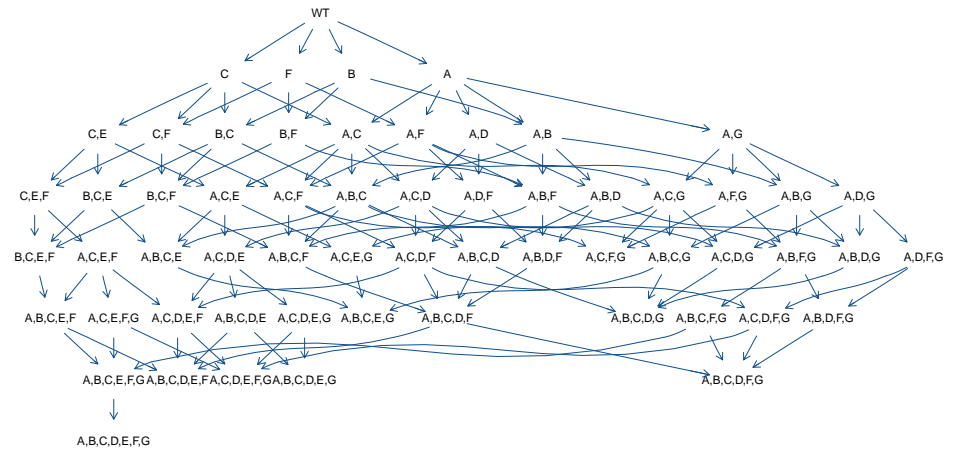 WT
C F B A
C,E C,F B,C B,F A,C A,F A,D A,B A,G
C,E,F B,C,E B,C,F A,C,E A,C,F A,B,C A,C,D A,D,F A,B,F A,B,D A,C,G A,F,G A,B,G A,D,G
B,C,E,F A,C,E,F A,B,C,E A,C,D,E A,B,C,F A,C,E,G A,C,D,F A,B,C,D A,B,D,F A,C,F,G A,B,C,G A,C,D,G A,B,F,G A,B,D,G A,D,F,G
A,B,C,E,F A,C,E,F,G A,C,D,E,F A,B,C,D,E A,C,D,E,G A,B,C,E,G A,B,C,D,F A,B,C,D,G A,B,C,F,G A,C,D,F,G A,B,D,F,G
A,B,C,E,F,G A,B,C,D,E,F A,C,D,E,F,G A,B,C,D,E,G A,B,C,D,F,G
A,B,C,D,E,F,G